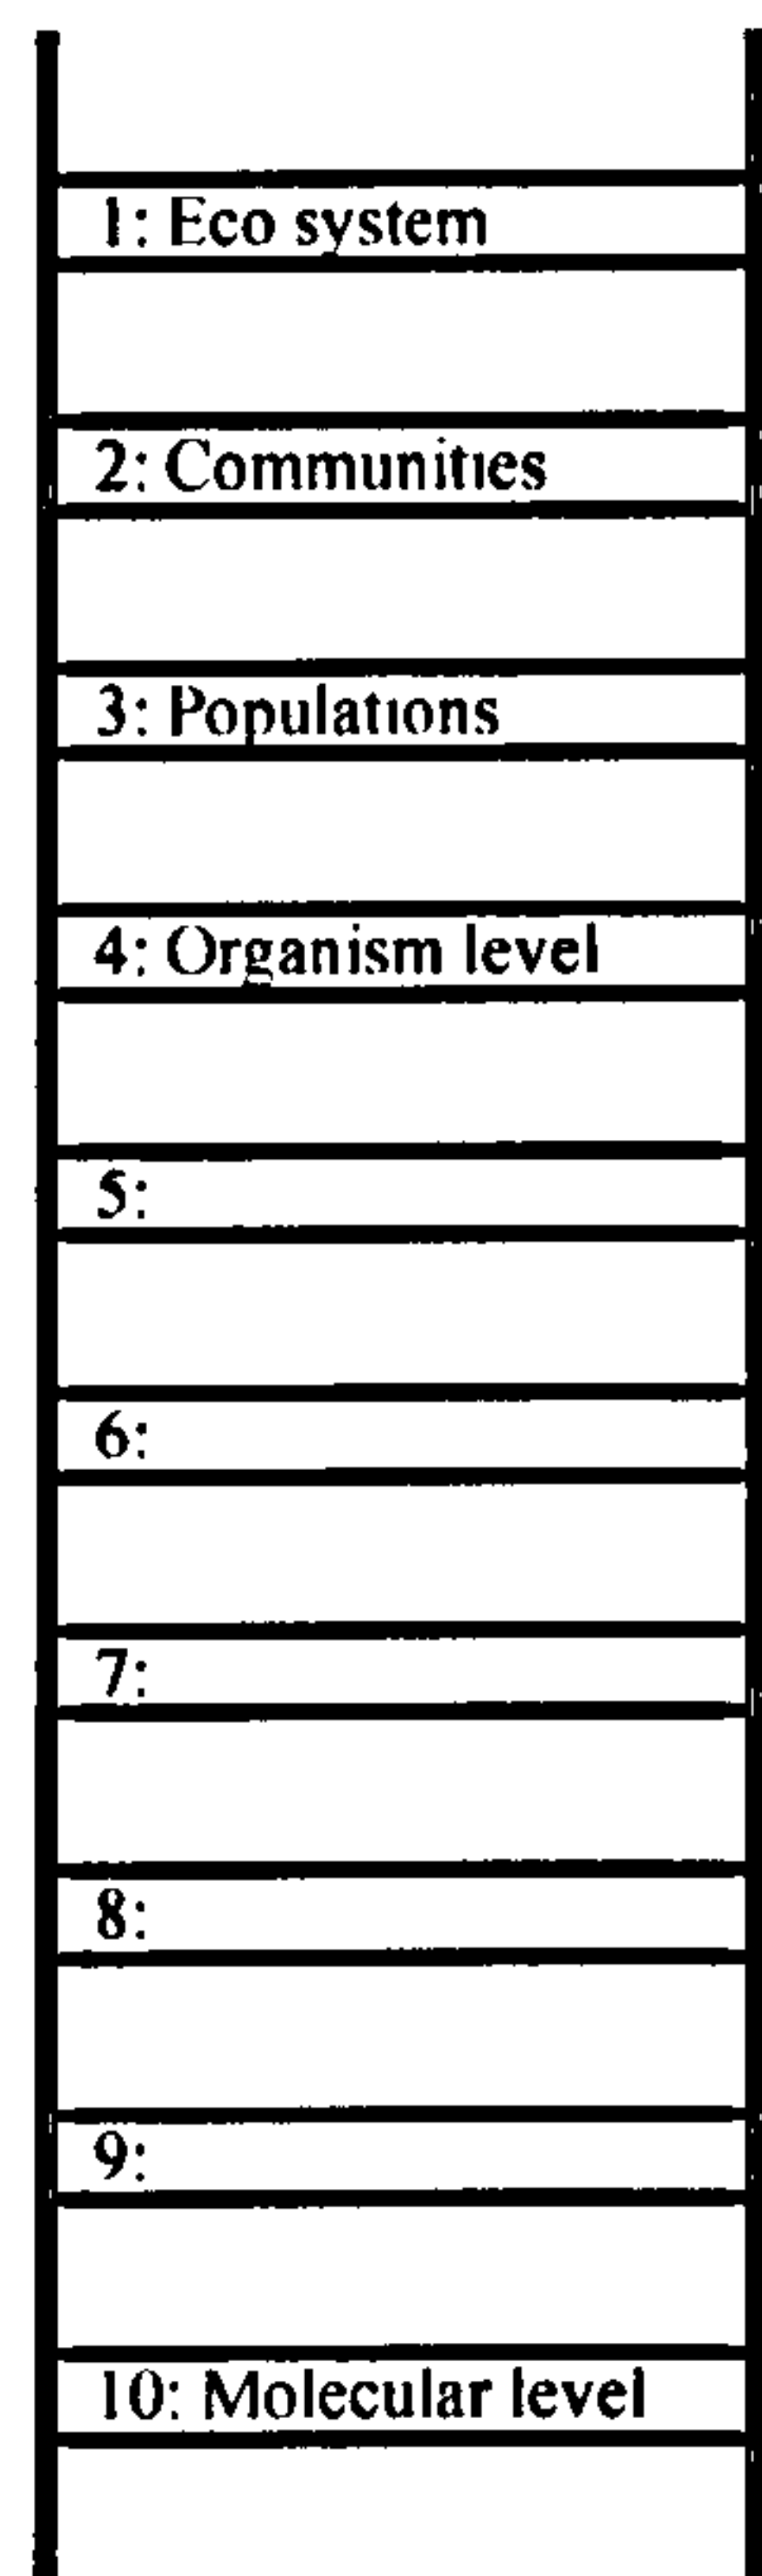 1: Eco system
2: Communities
3: Populations
4: Organism level
5:
6:
7:
8:
9:
10: Molecular level